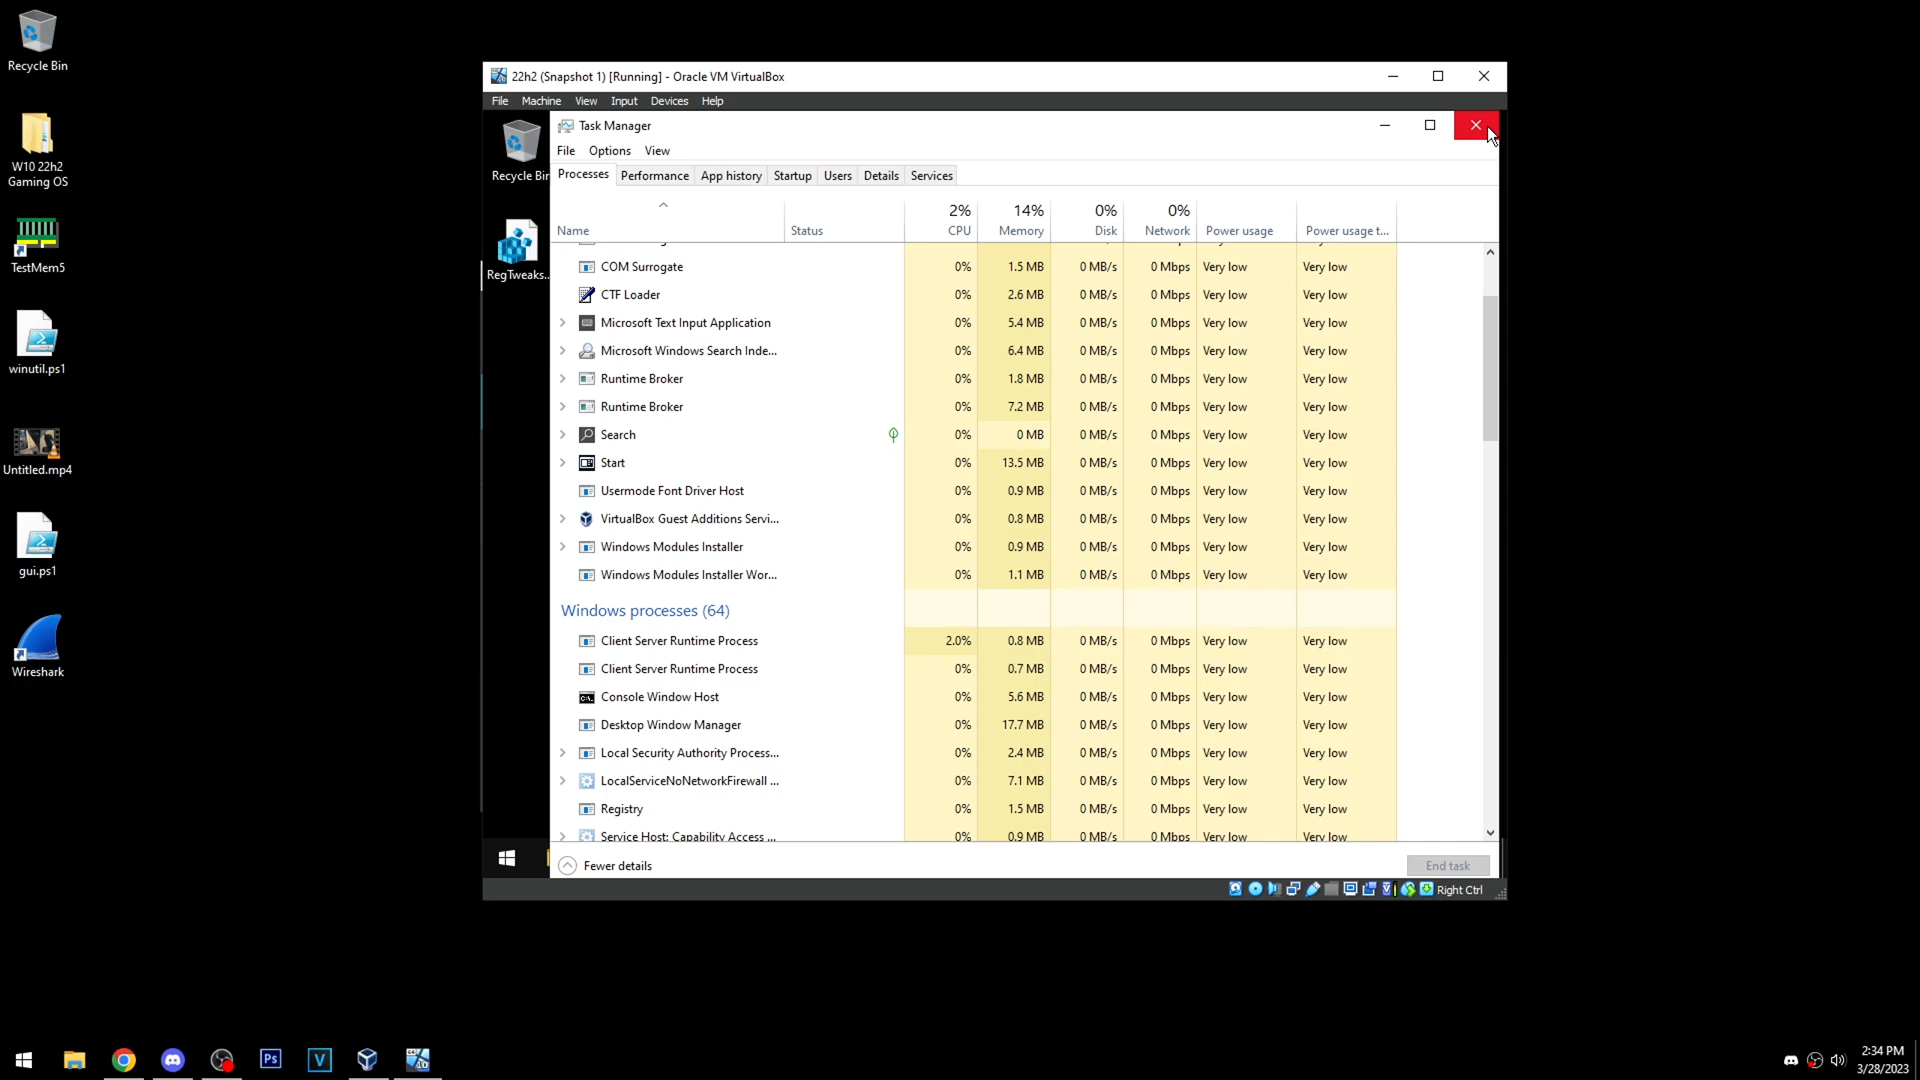 Recycle Bin
W10 22h2
Gaming OS
TestMem5
winutil.ps1
Untitled.mp4
gui.ps1
Wireshark
22h2 (Snapshot 1) [Running] - Oracle VM VirtualBox
File Machine View Input Devices Help
Recycle Bin
RegTweaks...
Task Manager
File Options View
Processes Performance App history Startup Users Details Services
2% 14% 0% 0%
Name Status CPU Memory Disk Network Power usage Power usage t...
COM Surrogate 0% 1.5 MB 0 MB/s 0 Mbps Very low Very low
CTF Loader 0% 2.6 MB 0 MB/s 0 Mbps Very low Very low
Microsoft Text Input Application 0% 5.4 MB 0 MB/s 0 Mbps Very low Very low
Microsoft Windows Search Inde... 0% 6.4 MB 0 MB/s 0 Mbps Very low Very low
Runtime Broker 0% 1.8 MB 0 MB/s 0 Mbps Very low Very low
Runtime Broker 0% 7.2 MB 0 MB/s 0 Mbps Very low Very low
Search 0% 0 MB 0 MB/s 0 Mbps Very low Very low
Start 0% 13.5 MB 0 MB/s 0 Mbps Very low Very low
Usermode Font Driver Host 0% 0.9 MB 0 MB/s 0 Mbps Very low Very low
VirtualBox Guest Additions Servi... 0% 0.8 MB 0 MB/s 0 Mbps Very low Very low
Windows Modules Installer 0% 0.9 MB 0 MB/s 0 Mbps Very low Very low
Windows Modules Installer Wor... 0% 1.1 MB 0 MB/s 0 Mbps Very low Very low
Windows processes (64)
Client Server Runtime Process 2.0% 0.8 MB 0 MB/s 0 Mbps Very low Very low
Client Server Runtime Process 0% 0.7 MB 0 MB/s 0 Mbps Very low Very low
Console Window Host 0% 5.6 MB 0 MB/s 0 Mbps Very low Very low
Desktop Window Manager 0% 17.7 MB 0 MB/s 0 Mbps Very low Very low
Local Security Authority Process... 0% 2.4 MB 0 MB/s 0 Mbps Very low Very low
LocalServiceNoNetworkFirewall ... 0% 7.1 MB 0 MB/s 0 Mbps Very low Very low
Registry 0% 1.5 MB 0 MB/s 0 Mbps Very low Very low
Service Host: Capability Access ... 0% 0.9 MB 0 MB/s 0 Mbps Very low Very low
Fewer details End task
Right Ctrl
Ps V
2:34 PM
3/28/2023